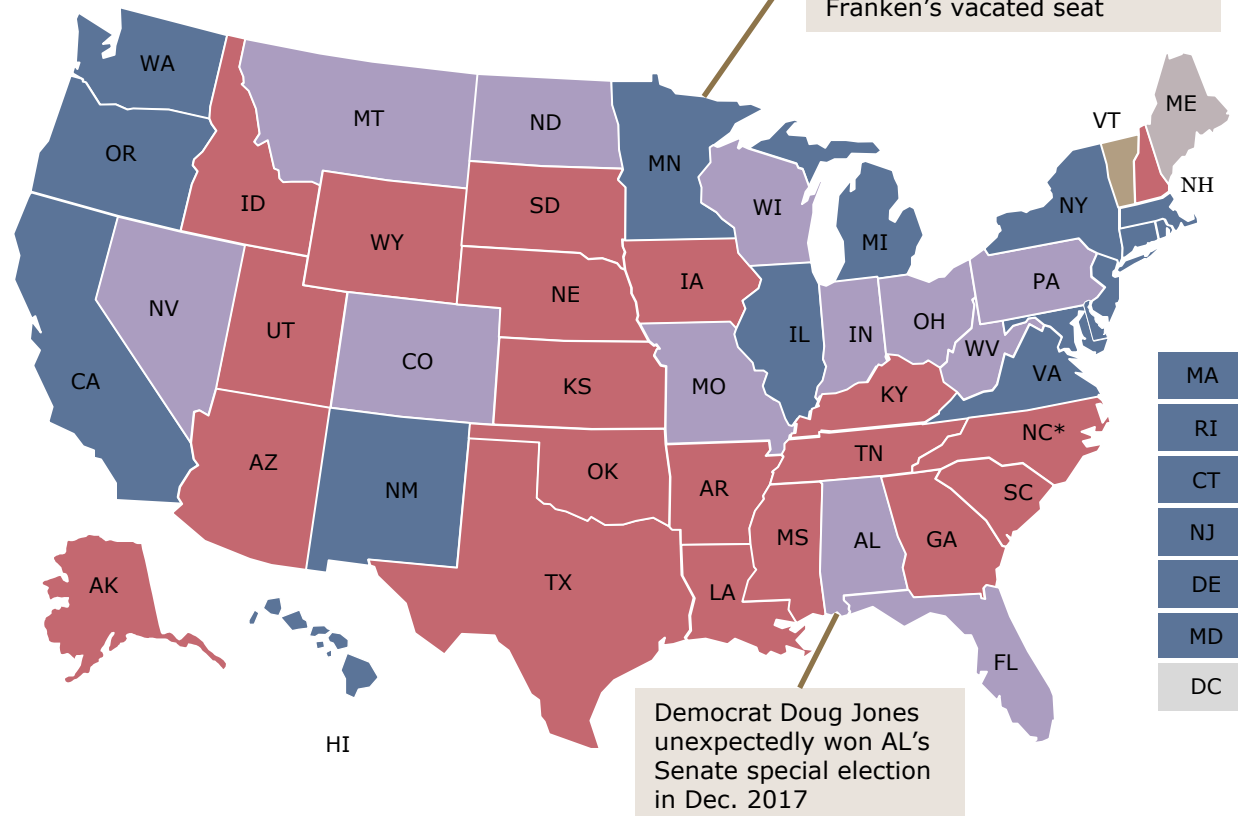 Franken’s vacated seat
WA
MT
ND
MN
VT
ME
OR
ID
SD
WI
MI
NY
NH
WY
IA
PA
NV
UT
NE
IL
IN
OH
WV
CA
CO
KS
MO
KY
VA
MA
AZ
NM
OK
AR
TN
NC*
RI
SC
CT
AK
TX
LA
MS
AL
GA
NJ
DE
FL
MD
DC
HI
Democrat Doug Jones
unexpectedly won AL’s
Senate special election
in Dec. 2017